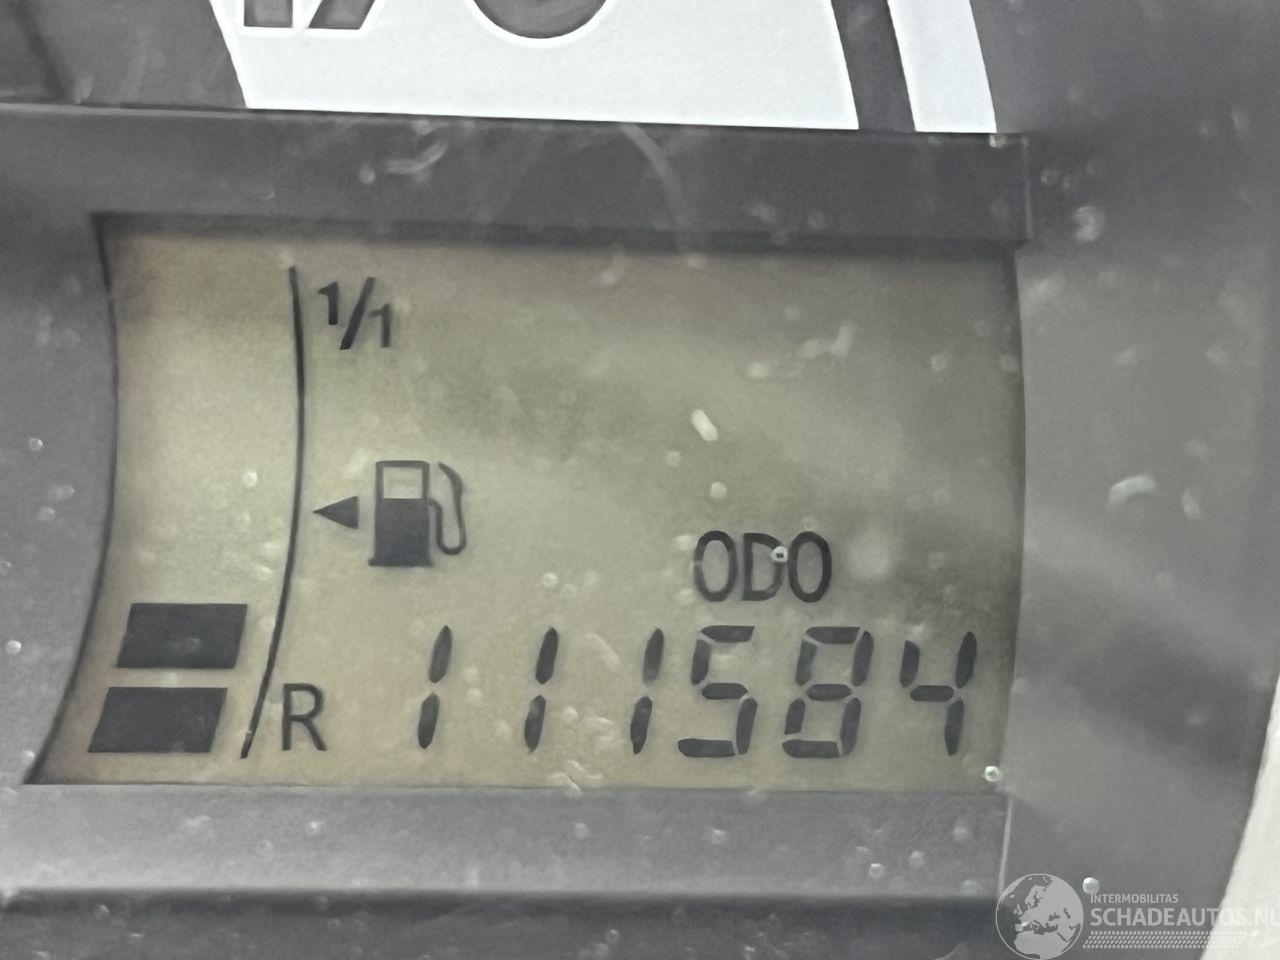 1/1
ODO
R 111584
INTERMOBILITAS
SCHADEAUTOS.NL